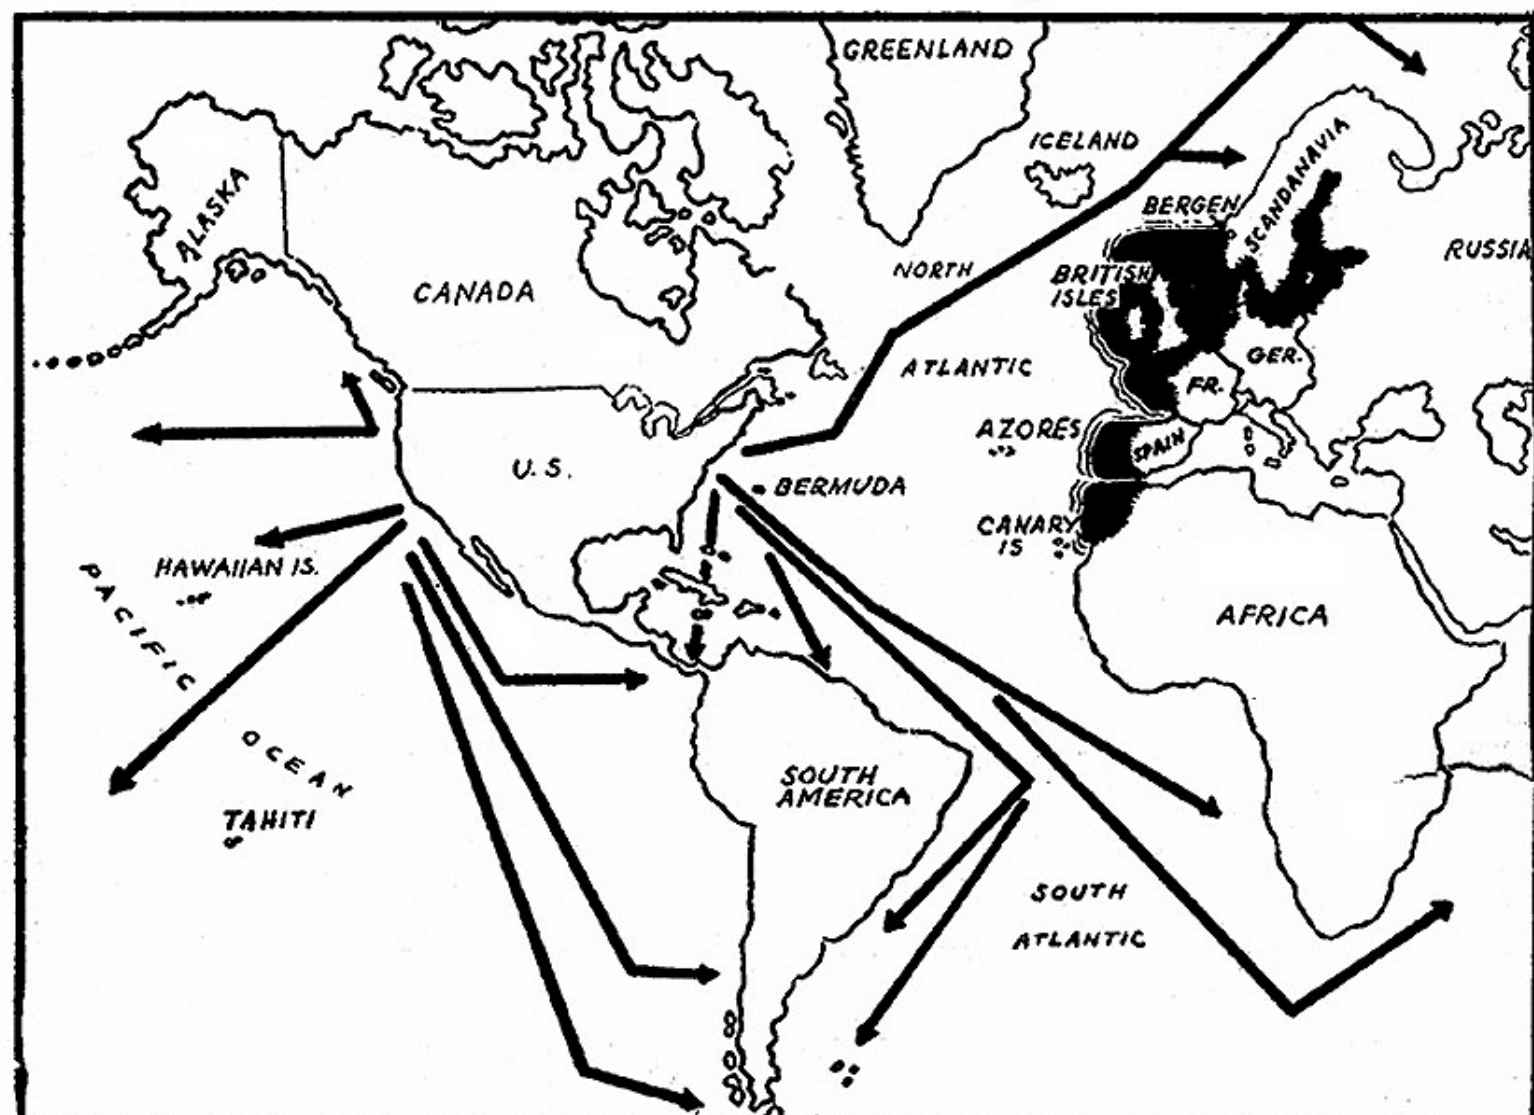 GREENLAND
ICELAND
ALASKA
SCANDANAVIA
BERGEN
RUSSIA
CANADA
NORTH
BRITISH
ISLES
ATLANTIC
GER.
FR.
AZORES
SPAIN
U.S.
BERMUDA
CANARY
IS
HAWAIIAN IS.
PACIFIC
OCEAN
AFRICA
TAHITI
SOUTH
AMERICA
SOUTH
ATLANTIC